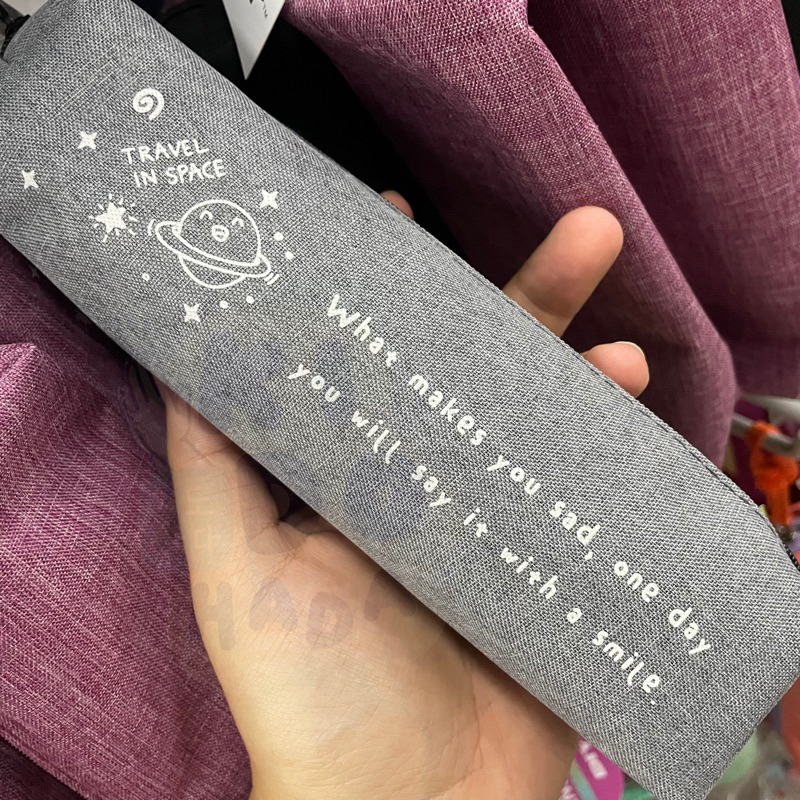 TRAVEL
IN SPACE
What makes you sad, one day
you will say it with a smile.